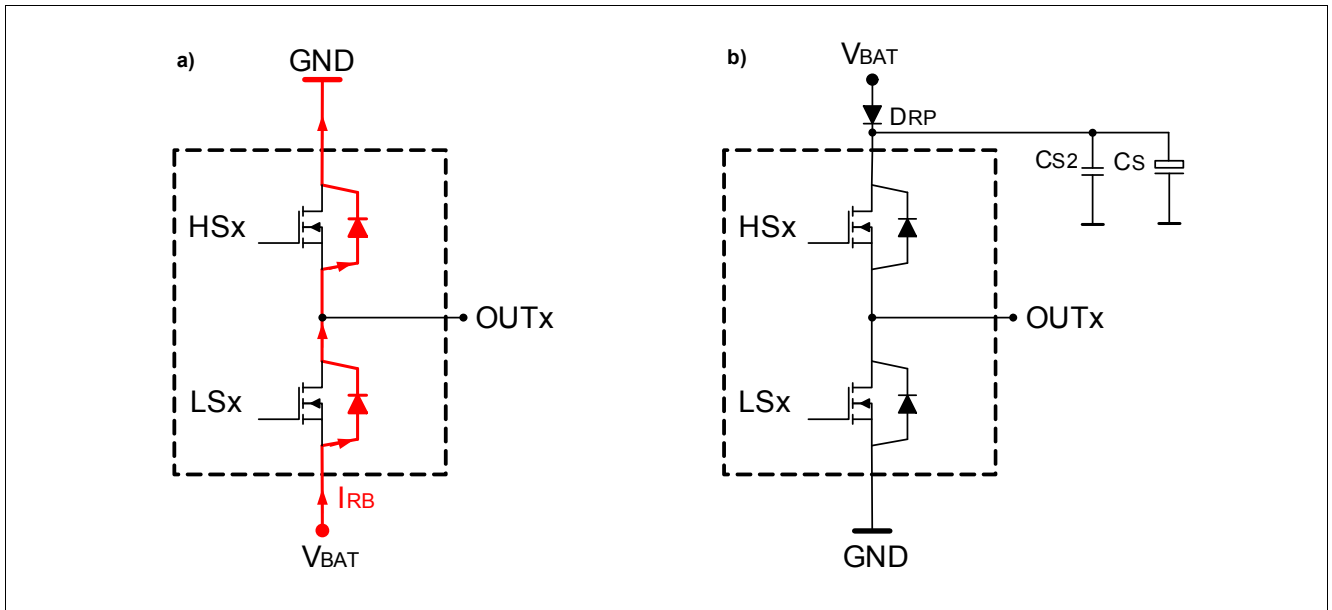 a)
GND
HSx
OUTx
LSx
IRB
VBAT
b)
VBAT
DRP
CS2
CS
HSx
OUTx
LSx
GND